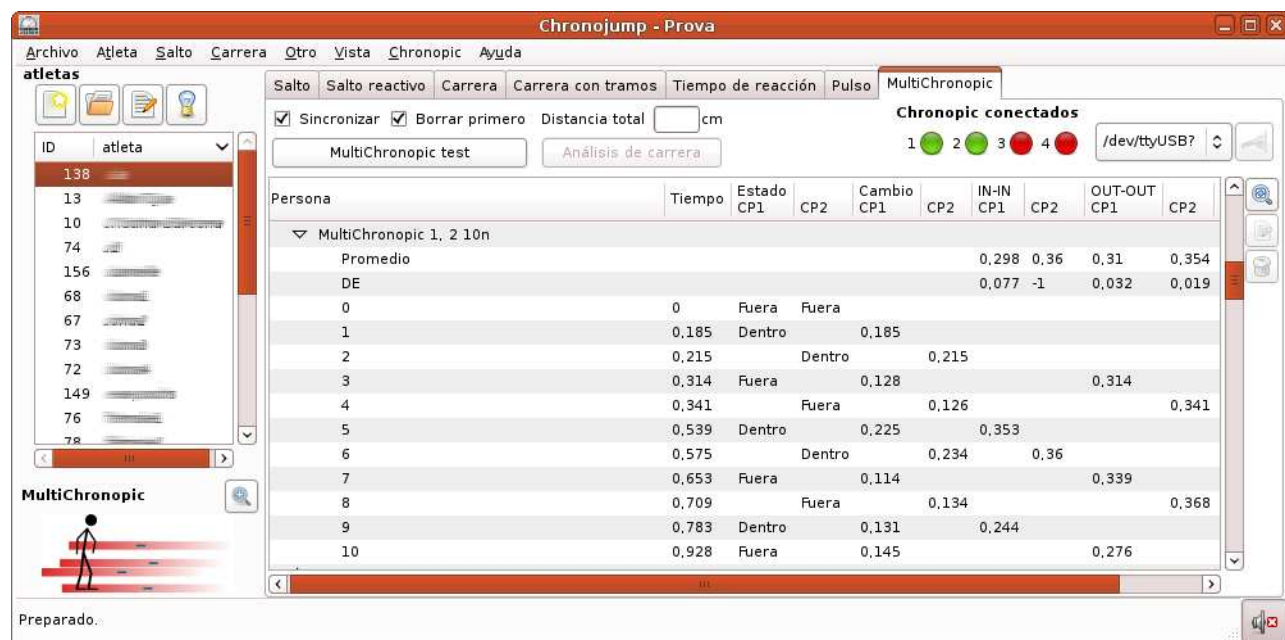 Chronojump - Prova
Archivo Atleta Salto Carrera Otro Vista Chronopic Ayuda
atletas
ID atleta
138
13
10
74
156
68
67
73
72
149
76
78
MultiChronopic
Salto Salto reactivo Carrera Carrera con tramos Tiempo de reacción Pulso MultiChronopic
Sincronizar Borrar primero Distancia total cm
Chronopic conectados
MultiChronopic test Análisis de carrera
1 2 3 4 /dev/ttyUSB?
Persona Tiempo Estado CP1 CP2 Cambio CP1 CP2 IN-IN CP1 CP2 OUT-OUT CP1 CP2
MultiChronopic 1, 2 10n
Promedio 0,298 0,36 0,31 0,354
DE 0,077 -1 0,032 0,019
0 0 Fuera Fuera
1 0,185 Dentro 0,185
2 0,215 Dentro 0,215
3 0,314 Fuera 0,128 0,314
4 0,341 Fuera 0,126 0,341
5 0,539 Dentro 0,225 0,353
6 0,575 Dentro 0,234 0,36
7 0,653 Fuera 0,114 0,339
8 0,709 Fuera 0,134 0,368
9 0,783 Dentro 0,131 0,244
10 0,928 Fuera 0,145 0,276
Preparado.